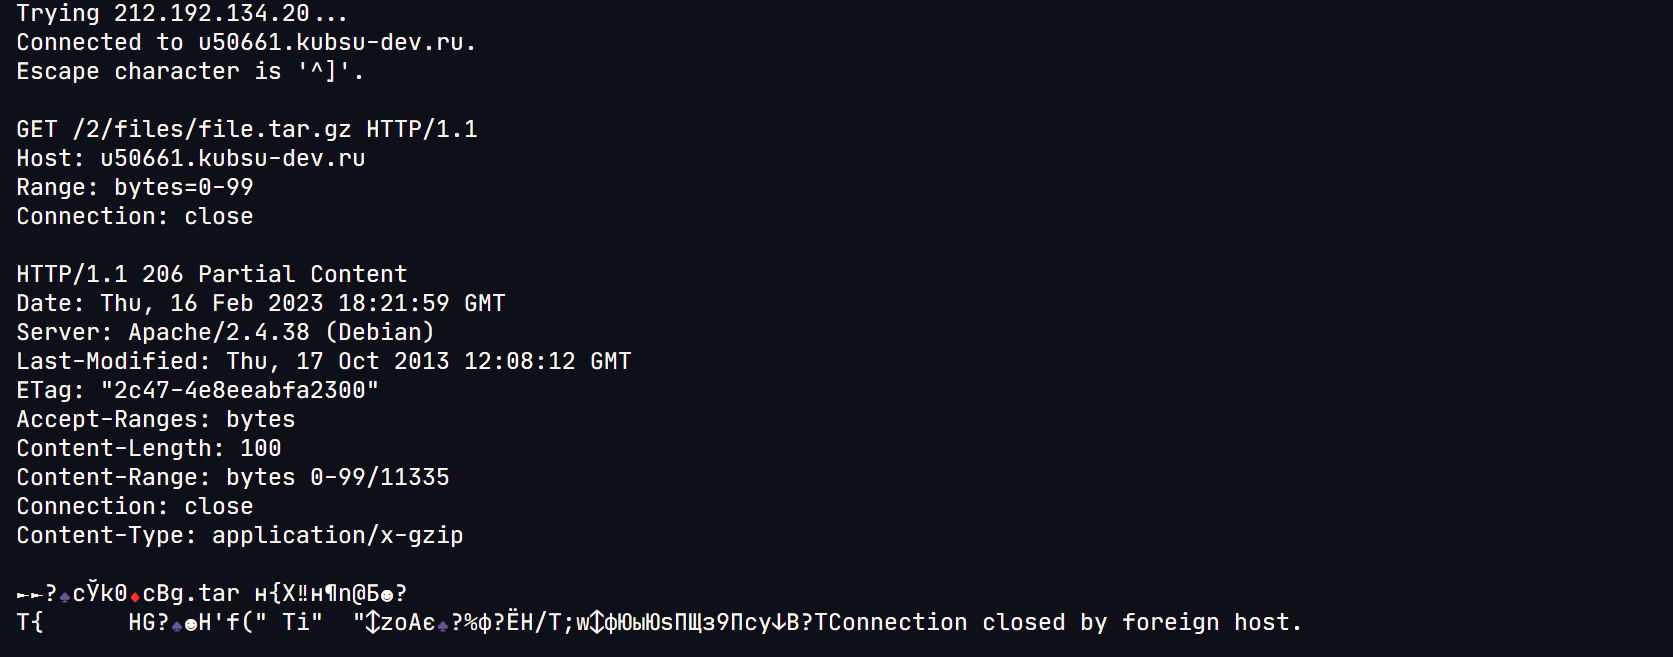 Trying 212.192.134.20...
Connected to u50661.kubsu-dev.ru.
Escape character is '^]'.
GET /2/files/file.tar.gz HTTP/1.1
Host: u50661.kubsu-dev.ru
Range: bytes=0-99
Connection: close
HTTP/1.1 206 Partial Content
Date: Thu, 16 Feb 2023 18:21:59 GMT
Server: Apache/2.4.38 (Debian)
Last-Modified: Thu, 17 Oct 2013 12:08:12 GMT
ETag: "2c47-4e8eeabfa2300"
Accept-Ranges: bytes
Content-Length: 100
Content-Range: bytes 0-99/11335
Connection: close
Content-Type: application/x-gzip
←←?♠cЎk0♦cBg.tar н{X‼н¶n@Б☻?
T{ HG?♠☻H'f(" Ti" "↕zoAє♠?%ф?ЁH/T;w↕фЮыЮsПЩз9Псу↓B?TConnection closed by foreign host.